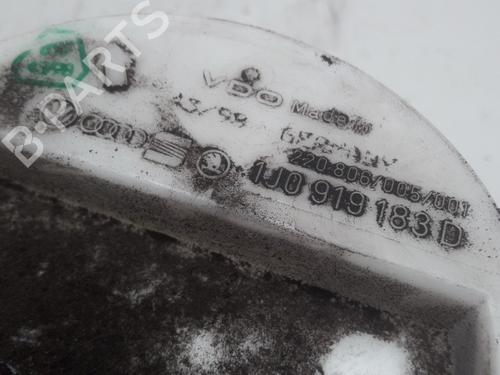 VDO Made in
GERMANY
220 806/005/001
1J0 919 183 D
B-PARTS